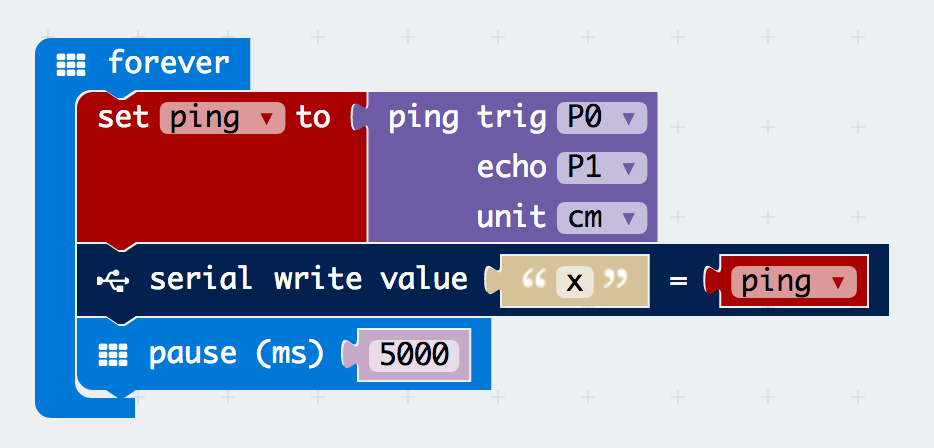 forever
set ping to ping trig P0
echo P1
unit cm
serial write value “ x ” = ping
pause (ms) 5000